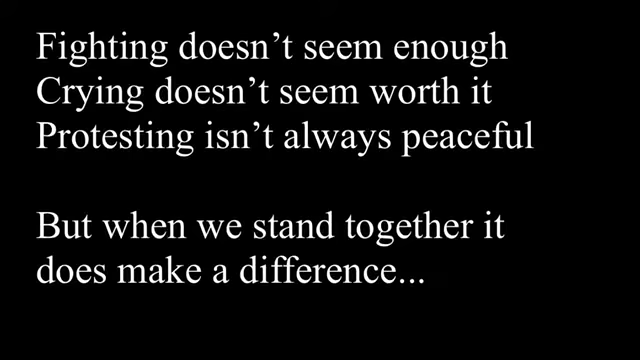 Fighting doesn’t seem enough
Crying doesn’t seem worth it
Protesting isn’t always peaceful
But when we stand together it
does make a difference...